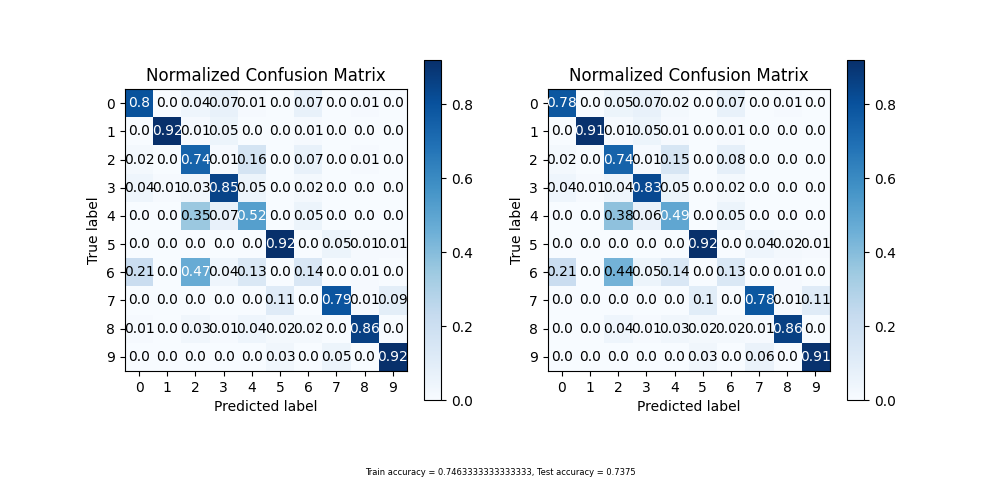 Normalized Confusion Matrix
0 0.8 0.0 0.04 0.07 0.01 0.0 0.07 0.0 0.01 0.0
1 0.0 0.92 0.01 0.05 0.0 0.0 0.01 0.0 0.0 0.0
2 0.02 0.0 0.74 0.01 0.16 0.0 0.07 0.0 0.01 0.0
3 0.04 0.01 0.03 0.85 0.05 0.0 0.02 0.0 0.0 0.0
4 0.0 0.0 0.35 0.07 0.52 0.0 0.05 0.0 0.0 0.0
5 0.0 0.0 0.0 0.0 0.0 0.92 0.0 0.05 0.01 0.01
6 0.21 0.0 0.47 0.04 0.13 0.0 0.14 0.0 0.01 0.0
7 0.0 0.0 0.0 0.0 0.0 0.11 0.0 0.79 0.01 0.09
8 0.01 0.0 0.03 0.01 0.04 0.02 0.02 0.0 0.86 0.0
9 0.0 0.0 0.0 0.0 0.0 0.03 0.0 0.05 0.0 0.92
0 1 2 3 4 5 6 7 8 9
True label
Predicted label
0.8
0.6
0.4
0.2
0.0
Normalized Confusion Matrix
0 0.78 0.0 0.05 0.07 0.02 0.0 0.07 0.0 0.01 0.0
1 0.0 0.91 0.01 0.05 0.01 0.0 0.01 0.0 0.0 0.0
2 0.02 0.0 0.74 0.01 0.15 0.0 0.08 0.0 0.0 0.0
3 0.04 0.01 0.04 0.83 0.05 0.0 0.02 0.0 0.0 0.0
4 0.0 0.0 0.38 0.06 0.49 0.0 0.05 0.0 0.0 0.0
5 0.0 0.0 0.0 0.0 0.0 0.92 0.0 0.04 0.02 0.01
6 0.21 0.0 0.44 0.05 0.14 0.0 0.13 0.0 0.01 0.0
7 0.0 0.0 0.0 0.0 0.0 0.1 0.0 0.78 0.01 0.11
8 0.0 0.0 0.04 0.01 0.03 0.02 0.02 0.01 0.86 0.0
9 0.0 0.0 0.0 0.0 0.0 0.03 0.0 0.06 0.0 0.91
0 1 2 3 4 5 6 7 8 9
True label
Predicted label
0.8
0.6
0.4
0.2
0.0
Train accuracy = 0.7463333333333333, Test accuracy = 0.7375